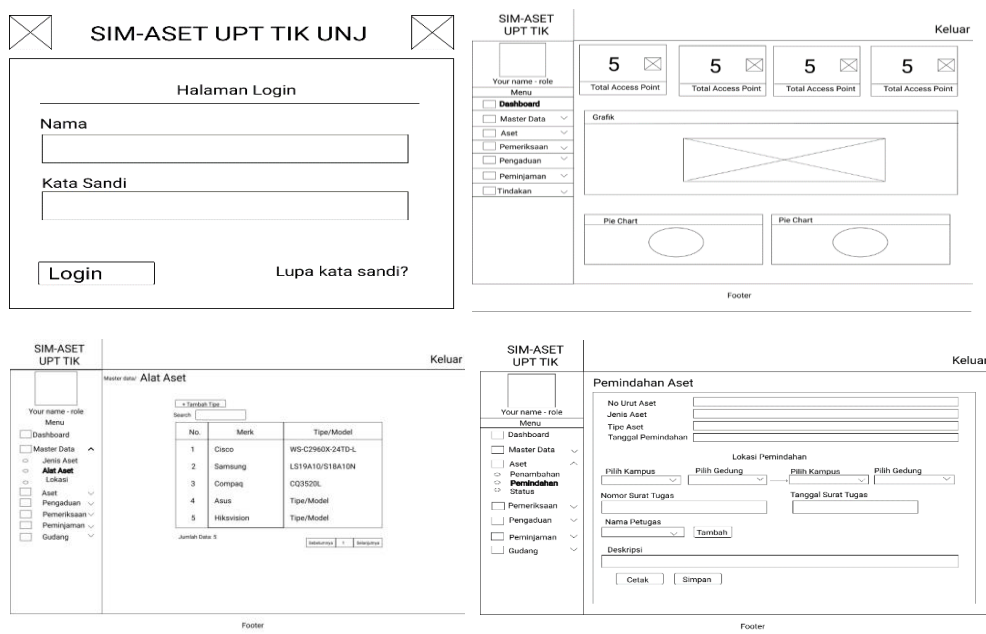 SIM-ASET UPT TIK UNJ
Halaman Login
Nama
Kata Sandi
Login
Lupa kata sandi?
SIM-ASET
UPT TIK
Keluar
Your name - role
Menu
Dashboard
Master Data
Aset
Pemeriksaan
Pengaduan
Peminjaman
Tindakan
5
Total Access Point
5
Total Access Point
5
Total Access Point
5
Total Access Point
Grafik
Pie Chart
Pie Chart
Footer
SIM-ASET
UPT TIK
Keluar
Your name - role
Menu
Dashboard
Master Data
Jenis Aset
Alat Aset
Lokasi
Aset
Pengaduan
Pemeriksaan
Peminjaman
Gudang
Master data/ Alat Aset
+ Tambah Tipe
Search
No. Merk Tipe/Model
1 Cisco WS-C2960X-24TD-L
2 Samsung LS19A10/S18A10N
3 Compaq CQ3520L
4 Asus Tipe/Model
5 Hiksvision Tipe/Model
Jumlah Data: 5
Sebelumnya 1 Selanjutnya
Footer
SIM-ASET
UPT TIK
Keluar
Your name - role
Menu
Dashboard
Master Data
Aset
Penambahan
Pemindahan
Status
Pemeriksaan
Pengaduan
Peminjaman
Gudang
Pemindahan Aset
No Urut Aset
Jenis Aset
Tipe Aset
Tanggal Pemindahan
Lokasi Pemindahan
Pilih Kampus Pilih Gedung Pilih Kampus Pilih Gedung
Nomor Surat Tugas Tanggal Surat Tugas
Nama Petugas
Tambah
Deskripsi
Cetak Simpan
Footer